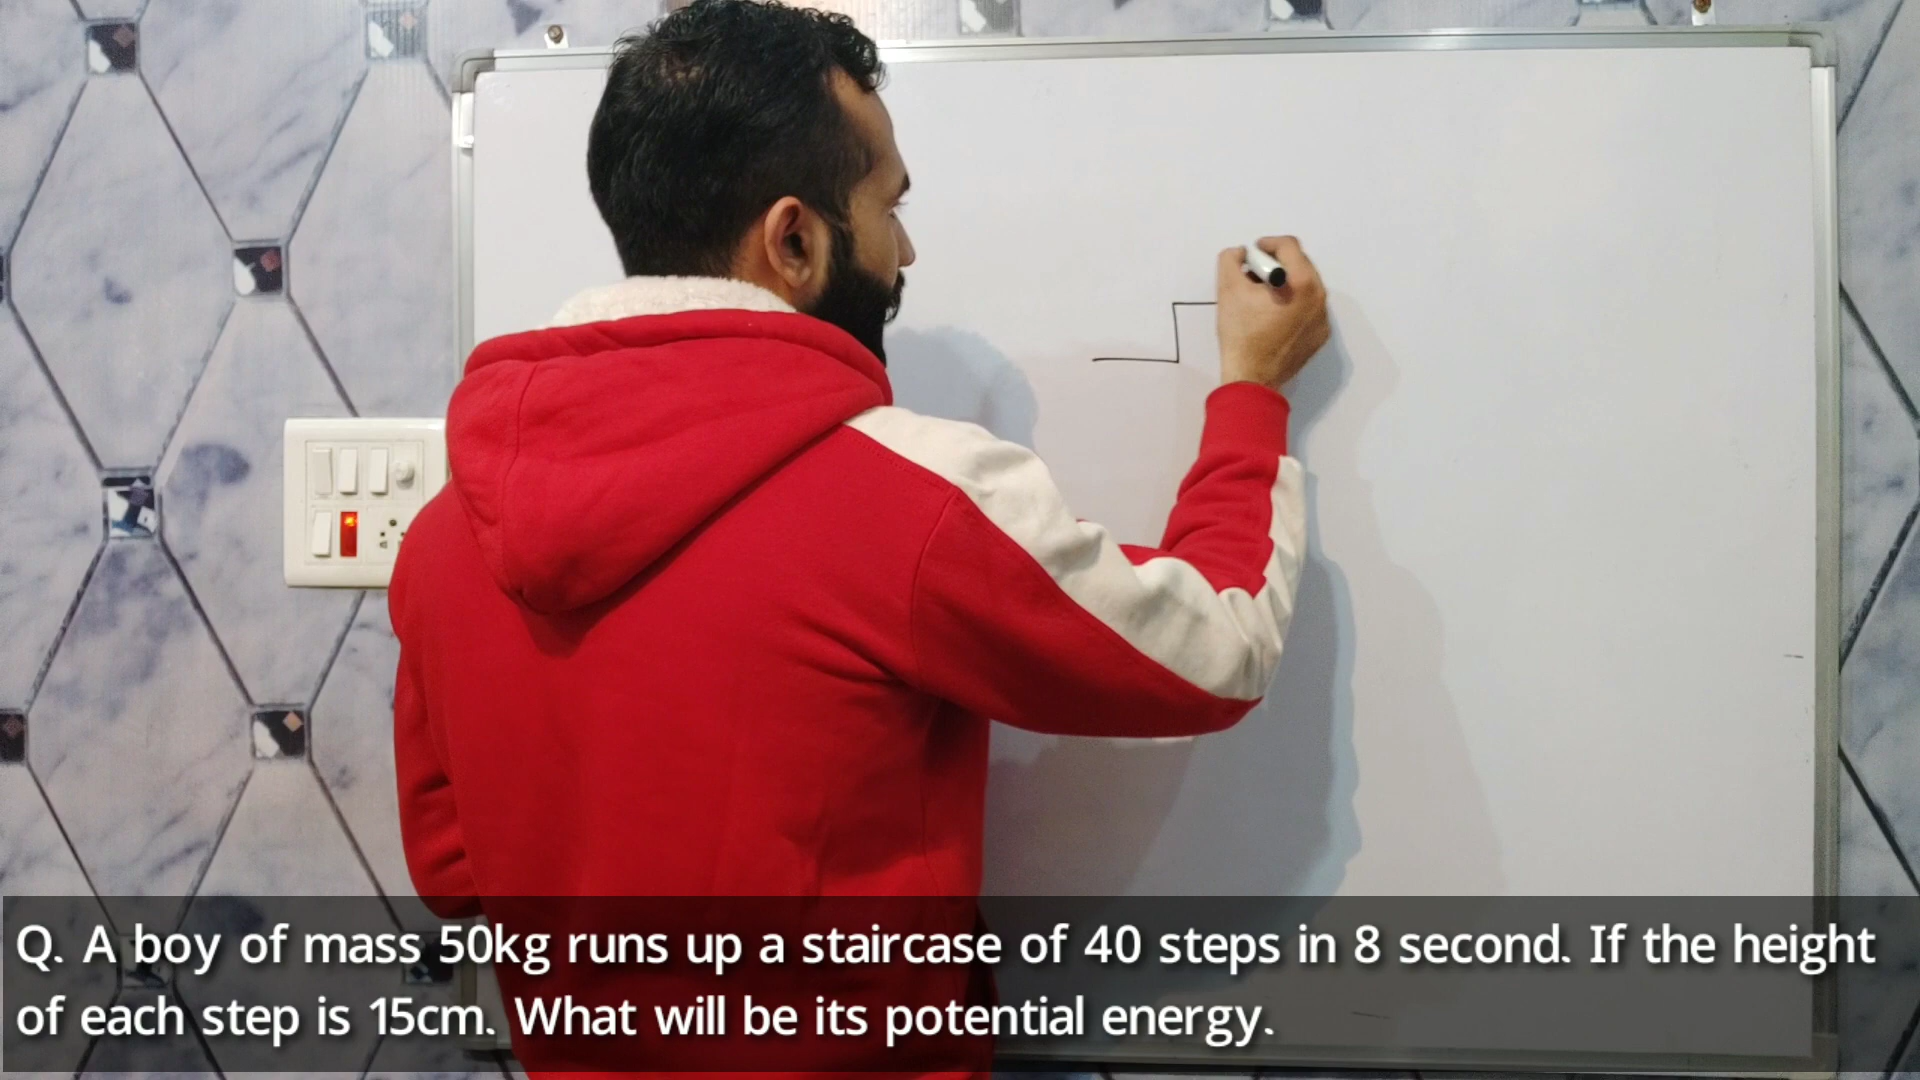 Q. A boy of mass 50kg runs up a staircase of 40 steps in 8 second. If the height
of each step is 15cm. What will be its potential energy.